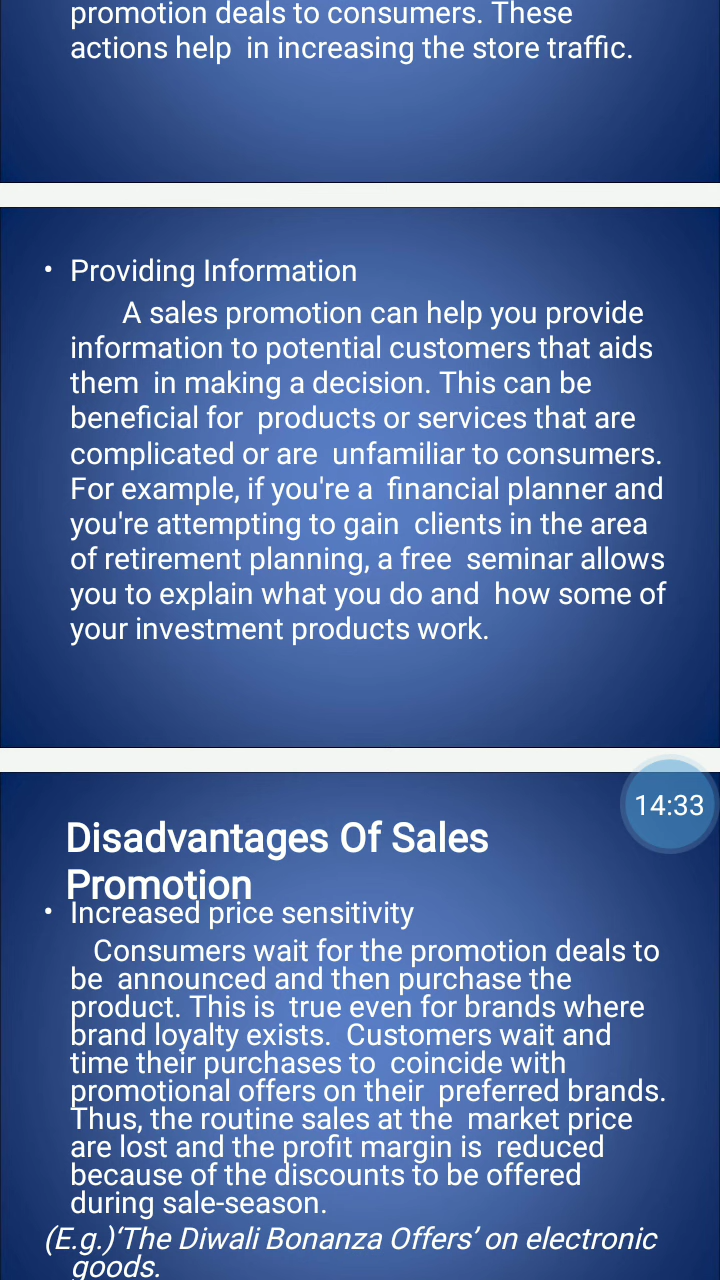 promotion deals to consumers. These
actions help in increasing the store traffic.
• Providing Information
A sales promotion can help you provide
information to potential customers that aids
them in making a decision. This can be
beneficial for products or services that are
complicated or are unfamiliar to consumers.
For example, if you're a financial planner and
you're attempting to gain clients in the area
of retirement planning, a free seminar allows
you to explain what you do and how some of
your investment products work.
14:33
Disadvantages Of Sales
Promotion
• Increased price sensitivity
Consumers wait for the promotion deals to
be announced and then purchase the
product. This is true even for brands where
brand loyalty exists. Customers wait and
time their purchases to coincide with
promotional offers on their preferred brands.
Thus, the routine sales at the market price
are lost and the profit margin is reduced
because of the discounts to be offered
during sale-season.
(E.g.)‘The Diwali Bonanza Offers’ on electronic
goods.